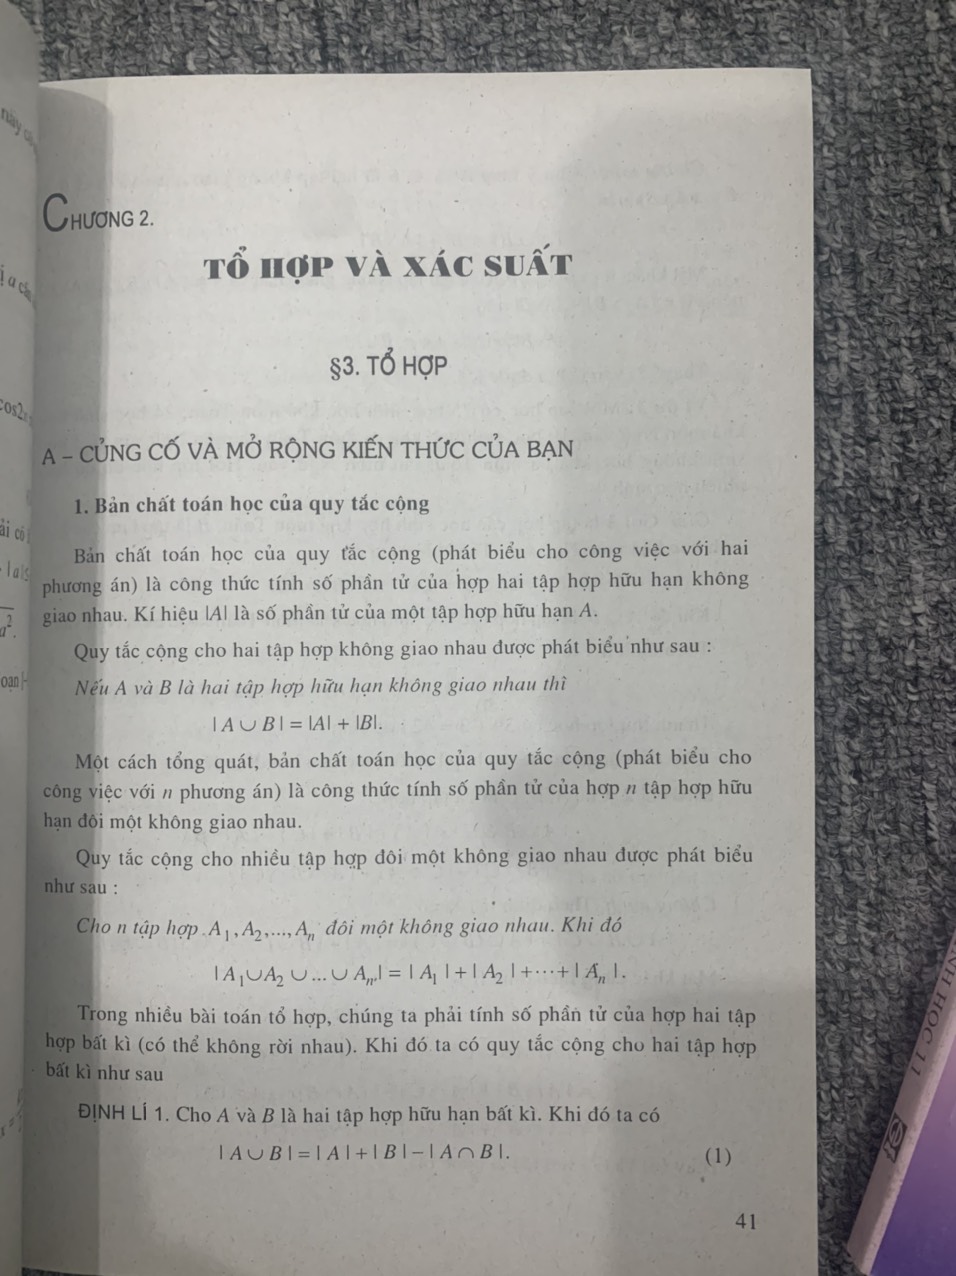 CHƯƠNG 2.
TỔ HỢP VÀ XÁC SUẤT
§3. TỔ HỢP
A – CỦNG CỐ VÀ MỞ RỘNG KIẾN THỨC CỦA BẠN
1. Bản chất toán học của quy tắc cộng
Bản chất toán học của quy tắc cộng (phát biểu cho công việc với hai
phương án) là công thức tính số phần tử của hợp hai tập hợp hữu hạn không
giao nhau. Kí hiệu |A| là số phần tử của một tập hợp hữu hạn A.
Quy tắc cộng cho hai tập hợp không giao nhau được phát biểu như sau :
Nếu A và B là hai tập hợp hữu hạn không giao nhau thì
| A ∪ B | = |A| + |B|.
Một cách tổng quát, bản chất toán học của quy tắc cộng (phát biểu cho
công việc với n phương án) là công thức tính số phần tử của hợp n tập hợp hữu
hạn đôi một không giao nhau.
Quy tắc cộng cho nhiều tập hợp đôi một không giao nhau được phát biểu
như sau :
Cho n tập hợp A₁, A₂,..., Aₙ đôi một không giao nhau. Khi đó
| A₁∪A₂ ∪ ... ∪ Aₙ| = | A₁ | + | A₂ | +···+ | Aₙ |.
Trong nhiều bài toán tổ hợp, chúng ta phải tính số phần tử của hợp hai tập
hợp bất kì (có thể không rời nhau). Khi đó ta có quy tắc cộng cho hai tập hợp
bất kì như sau
ĐỊNH LÍ 1. Cho A và B là hai tập hợp hữu hạn bất kì. Khi đó ta có
| A ∪ B | = | A | + | B | − | A ∩ B |. (1)
41
HỌC 11